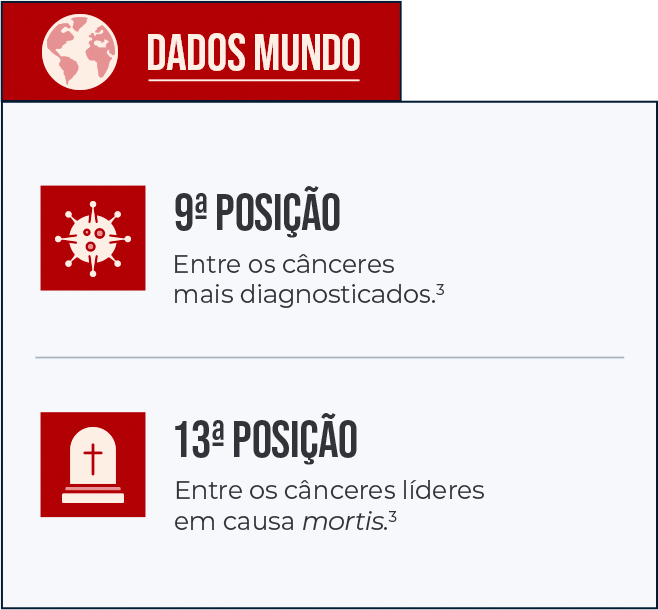 DADOS MUNDO
9ª POSIÇÃO
Entre os cânceres
mais diagnosticados.³
13ª POSIÇÃO
Entre os cânceres líderes
em causa mortis.³